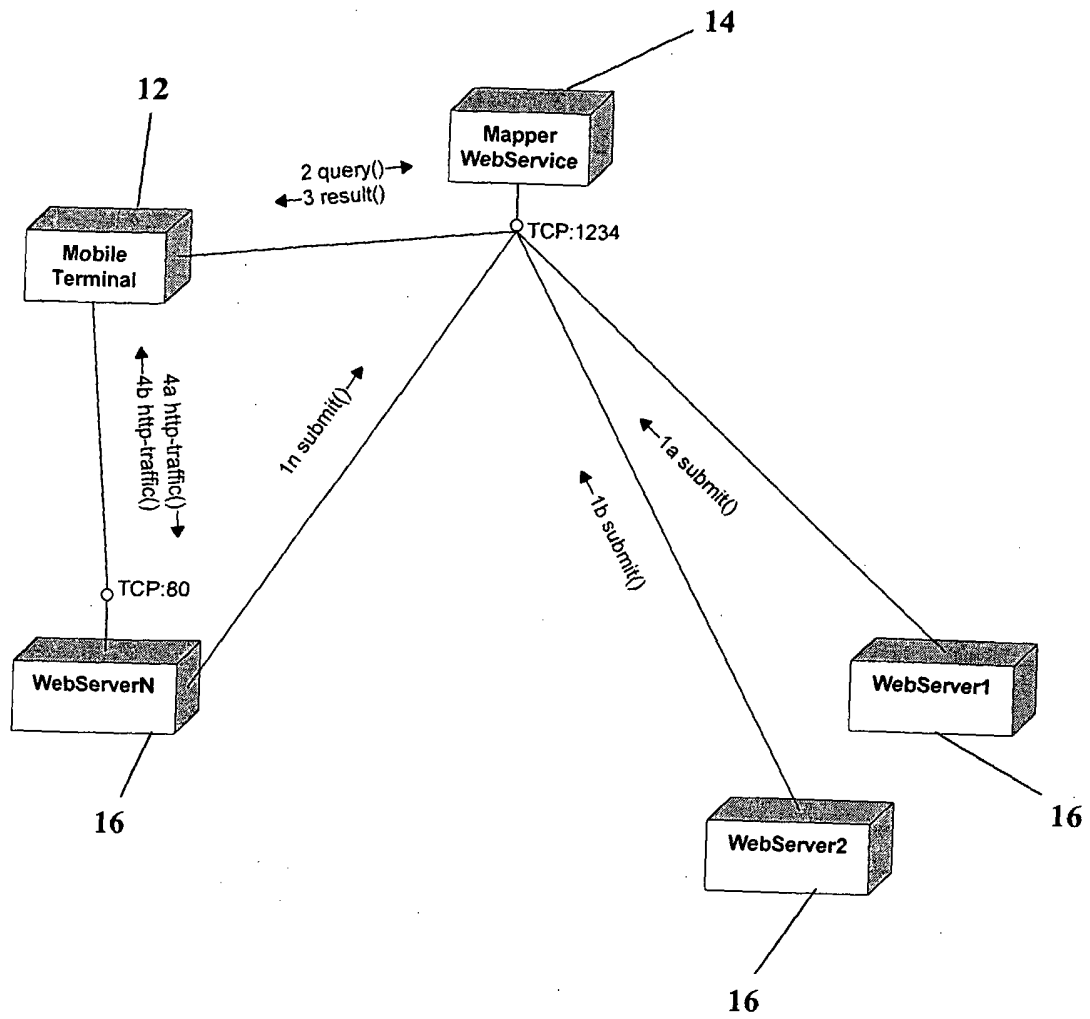 14
12
Mapper
WebService
2 query()→
←3 result()
TCP:1234
Mobile
Terminal
4a http-traffic()→
←4b http-traffic()
1n submit()→
←1a submit()
←1b submit()
TCP:80
WebServerN
WebServer1
16
16
WebServer2
16